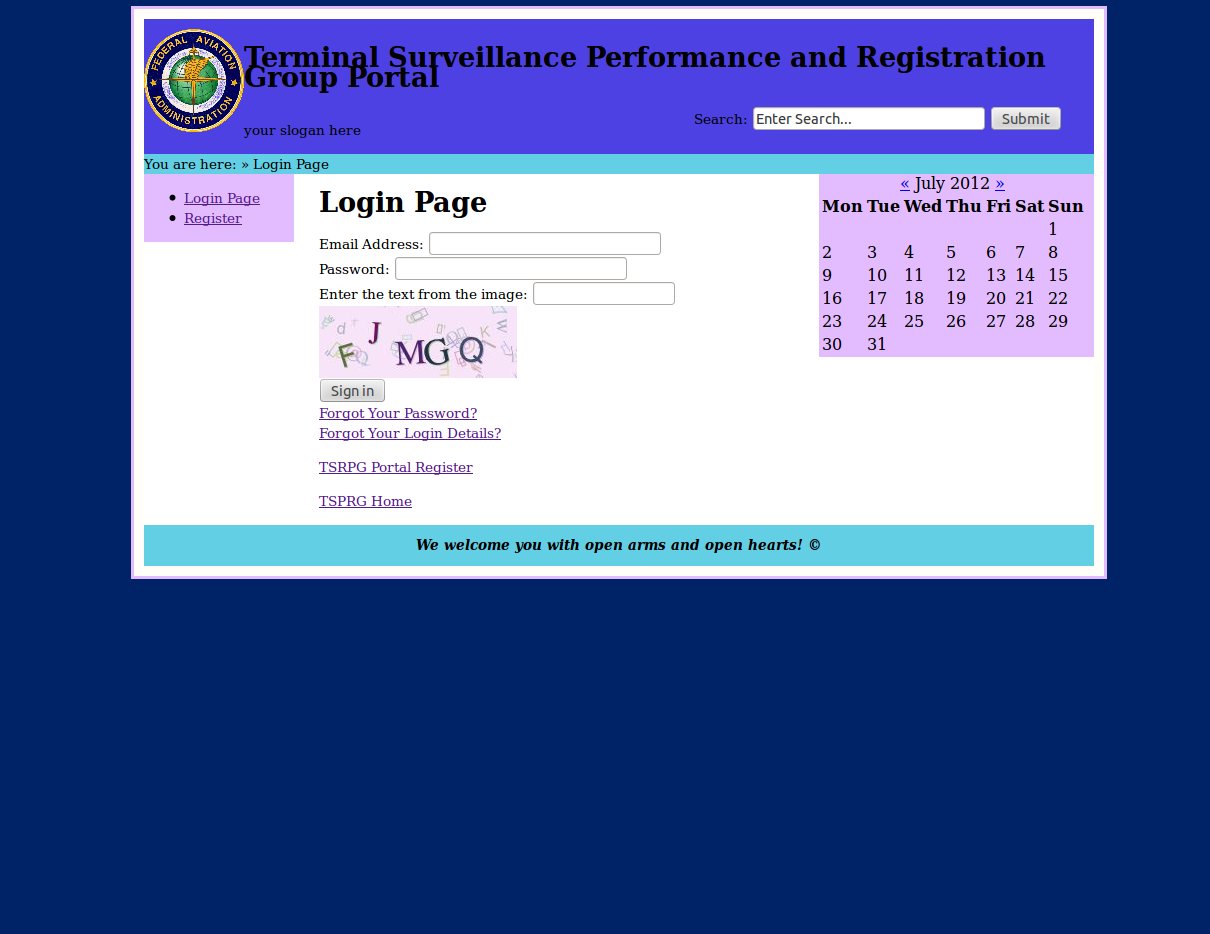 FEDERAL AVIATION
ADMINISTRATION
Terminal Surveillance Performance and Registration
Group Portal
your slogan here
Search: Enter Search... Submit
You are here: » Login Page
Login Page
Register
Login Page
Email Address:
Password:
Enter the text from the image:
F J MGQ
Sign in
Forgot Your Password?
Forgot Your Login Details?
TSRPG Portal Register
TSPRG Home
« July 2012 »
Mon Tue Wed Thu Fri Sat Sun
1
2 3 4 5 6 7 8
9 10 11 12 13 14 15
16 17 18 19 20 21 22
23 24 25 26 27 28 29
30 31
We welcome you with open arms and open hearts! ©